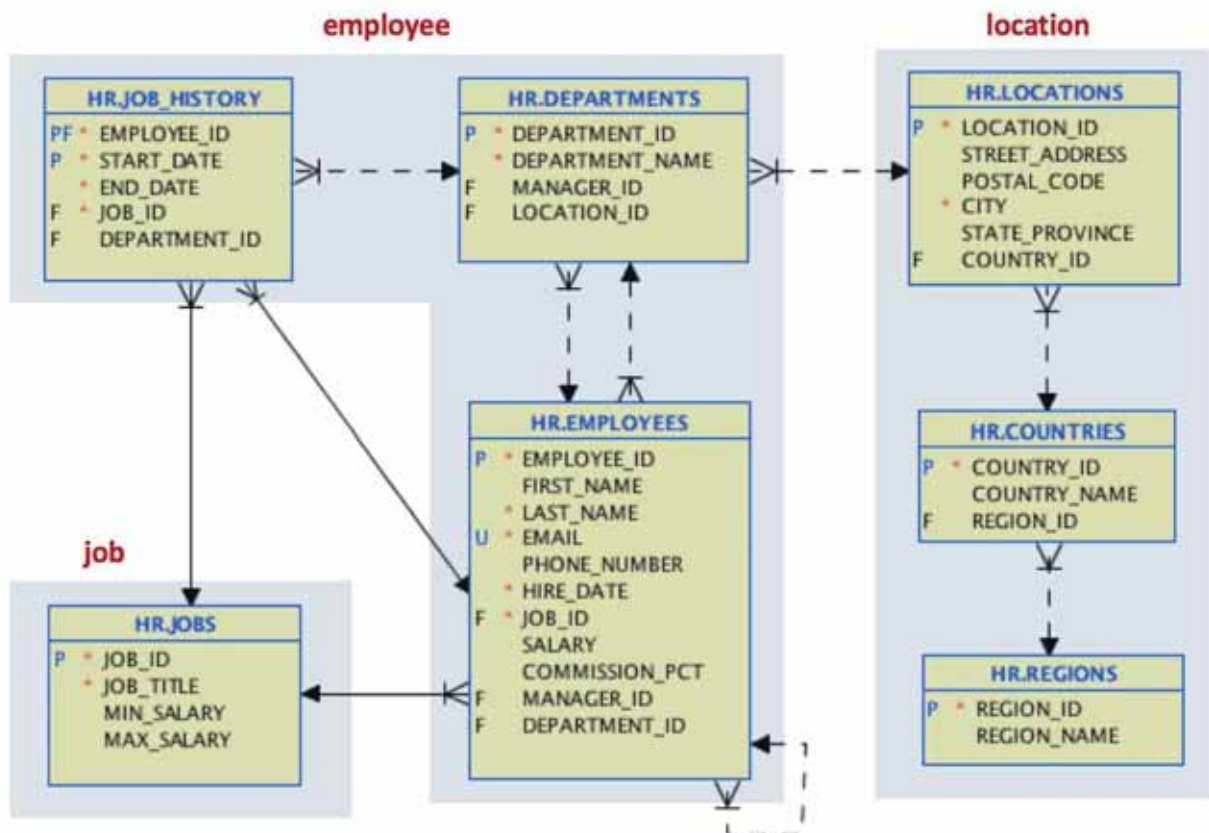 employee
location
HR.JOB_HISTORY
PF * EMPLOYEE_ID
P * START_DATE
* END_DATE
F * JOB_ID
F DEPARTMENT_ID
HR.DEPARTMENTS
P * DEPARTMENT_ID
* DEPARTMENT_NAME
F MANAGER_ID
F LOCATION_ID
HR.LOCATIONS
P * LOCATION_ID
STREET_ADDRESS
POSTAL_CODE
* CITY
STATE_PROVINCE
F COUNTRY_ID
HR.EMPLOYEES
P * EMPLOYEE_ID
FIRST_NAME
* LAST_NAME
U * EMAIL
PHONE_NUMBER
* HIRE_DATE
F * JOB_ID
SALARY
COMMISSION_PCT
F MANAGER_ID
F DEPARTMENT_ID
HR.COUNTRIES
P * COUNTRY_ID
COUNTRY_NAME
F REGION_ID
job
HR.JOBS
P * JOB_ID
* JOB_TITLE
MIN_SALARY
MAX_SALARY
HR.REGIONS
P * REGION_ID
REGION_NAME